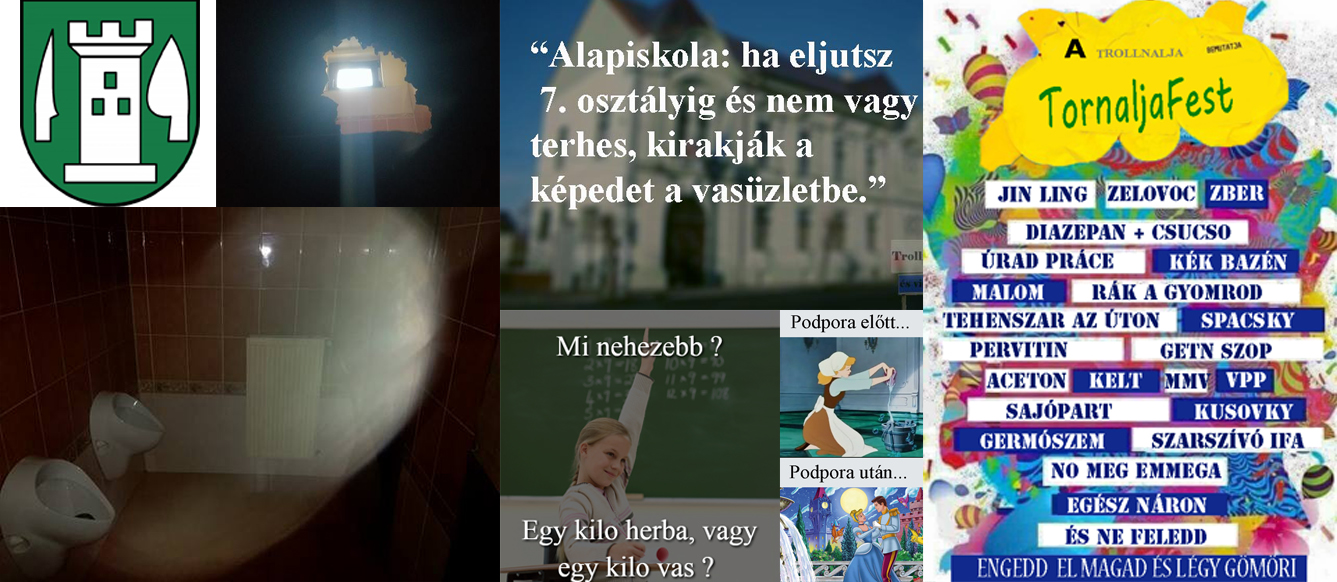 “Alapiskola: ha eljutsz
7. osztályig és nem vagy
terhes, kirakják a
képedet a vasüzletbe.”
Troll
Mi nehezebb ?
Egy kilo herba, vagy
egy kilo vas ?
Podpora előtt...
Podpora után...
A TROLLNALJA BEMUTATJA
TornaljaFest
JIN LING ZELOVOC ZBER
DIAZEPAN + CSUCSO
ÚRAD PRÁCE KÉK BAZÉN
MALOM RÁK A GYOMROD
TEHENSZAR AZ ÚTON SPACSKY
PERVITIN GETN SZOP
ACETON KELT MMV VPP
SAJÓPART KUSOVKY
GERMÓSZEM SZARSZÍVÓ IFA
NO MEG EMMEGA
EGÉSZ NÁRON
ÉS NE FELEDD
ENGEDD EL MAGAD ÉS LÉGY GÖMÖRI